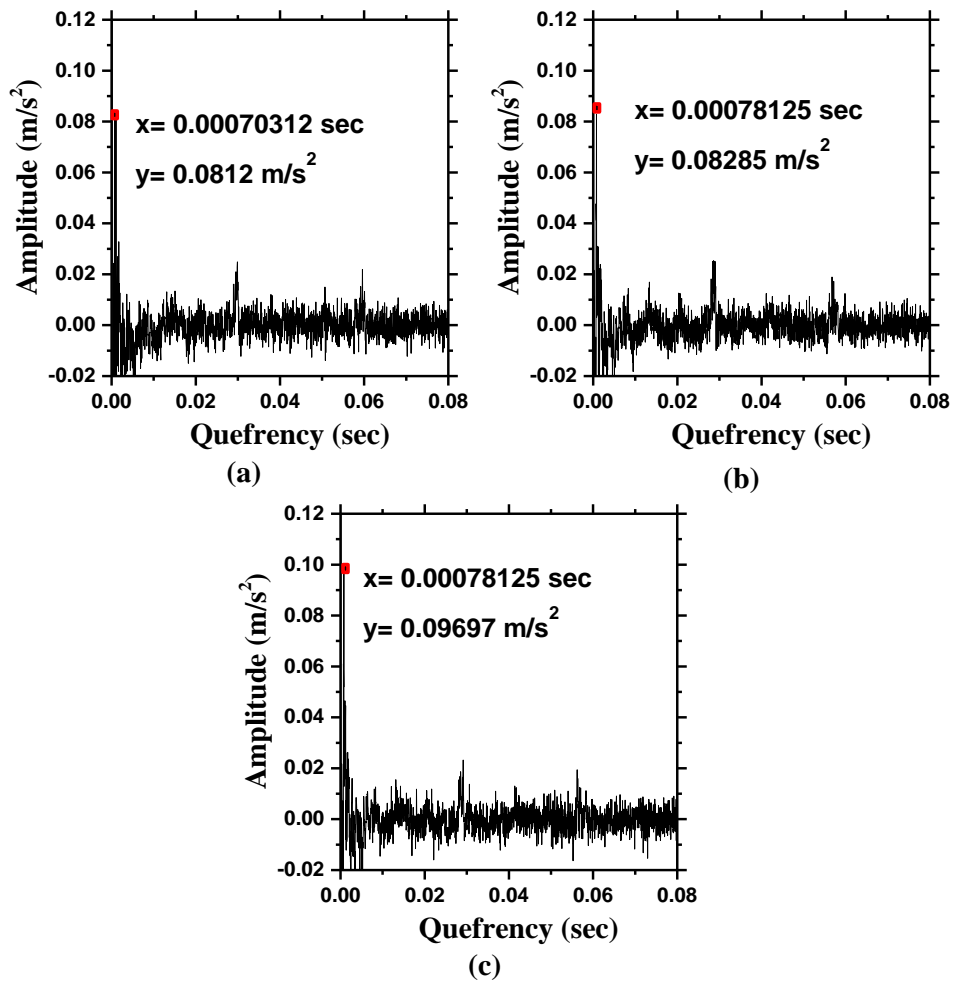 0.12
0.10
0.08
0.06
0.04
0.02
0.00
-0.02
Amplitude (m/s²)
x= 0.00070312 sec
y= 0.0812 m/s²
0.00 0.02 0.04 0.06 0.08
Quefrency (sec)
(a)
0.12
0.10
0.08
0.06
0.04
0.02
0.00
-0.02
Amplitude (m/s²)
x= 0.00078125 sec
y= 0.08285 m/s²
0.00 0.02 0.04 0.06 0.08
Quefrency (sec)
(b)
0.12
0.10
0.08
0.06
0.04
0.02
0.00
-0.02
Amplitude (m/s²)
x= 0.00078125 sec
y= 0.09697 m/s²
0.00 0.02 0.04 0.06 0.08
Quefrency (sec)
(c)